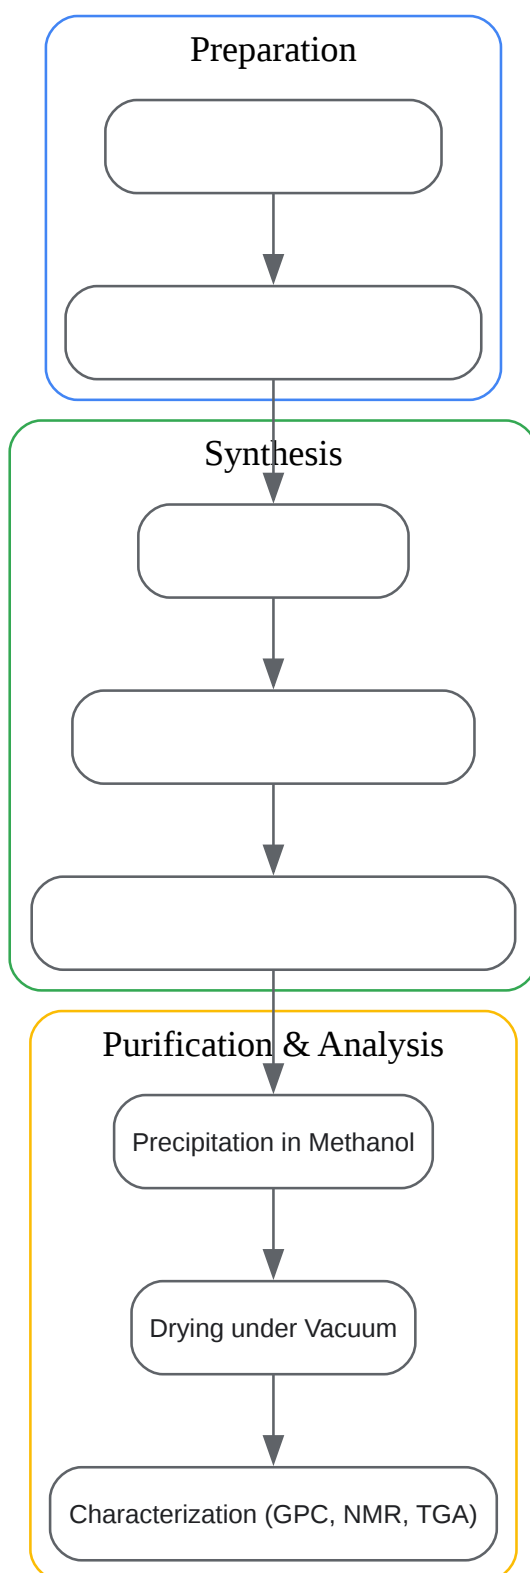 Preparation
Synthesis
Purification & Analysis
Precipitation in Methanol
Drying under Vacuum
Characterization (GPC, NMR, TGA)